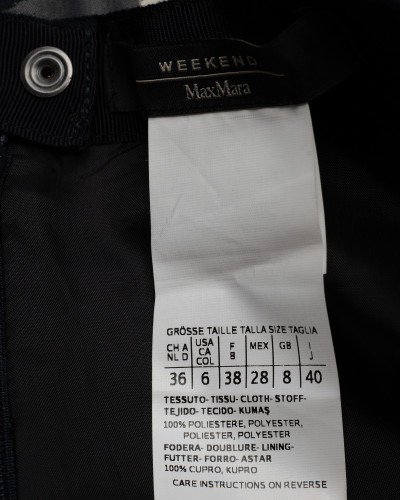 WEEKEND
MaxMara
GRÖSSE TAILLE TALLA SIZE TAGLIA
CH A USA F MEX GB I
NL D CA B J
COL
36 6 38 28 8 40
TESSUTO- TISSU- CLOTH- STOFF-
TEJIDO- TECIDO- KUMAŞ
100% POLIESTERE, POLYESTER,
POLIESTER, POLYESTER
FODERA- DOUBLURE- LINING-
FUTTER- FORRO- ASTAR
100% CUPRO, KUPRO
CARE INSTRUCTIONS ON REVERSE